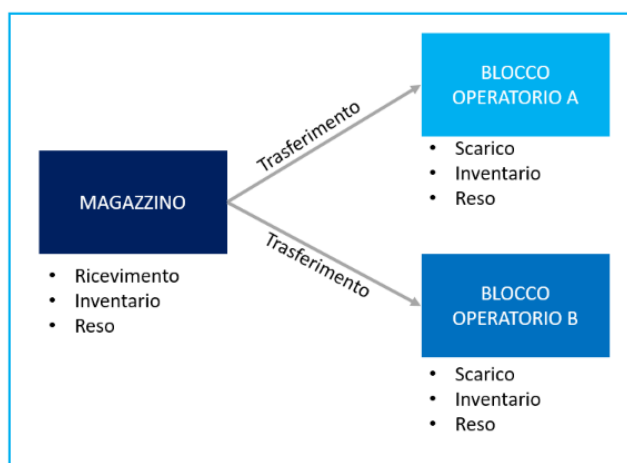 MAGAZZINO
• Ricevimento
• Inventario
• Reso
Trasferimento
Trasferimento
BLOCCO
OPERATORIO A
• Scarico
• Inventario
• Reso
BLOCCO
OPERATORIO B
• Scarico
• Inventario
• Reso